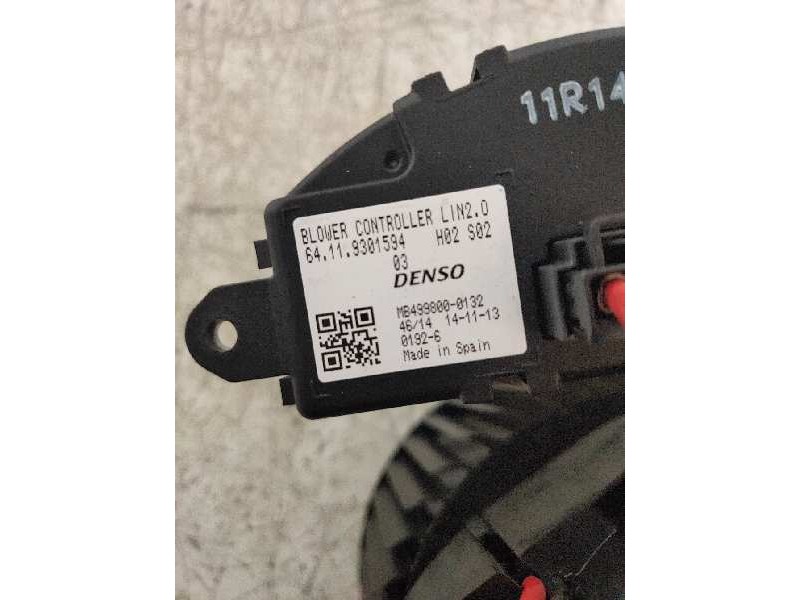 11R14
BLOWER CONTROLLER LIN2.0
64.11.9301594 H02 S02
03
DENSO
MB499800-0132
46/14 14-11-13
0192-6
Made in Spain